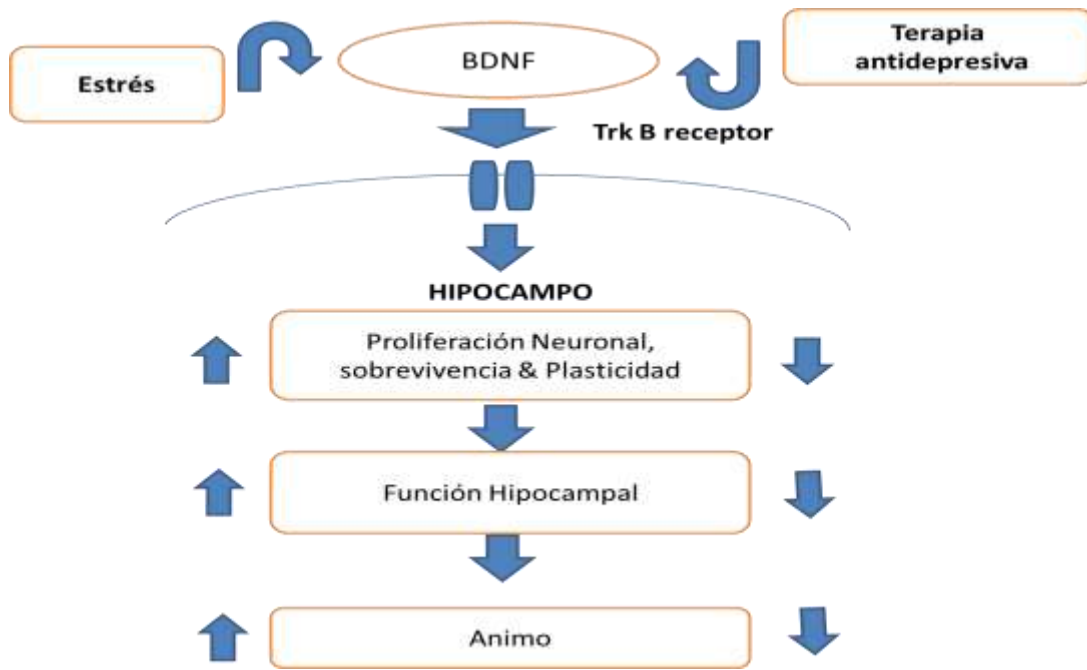 Estrés
BDNF
Terapia
antidepresiva
Trk B receptor
HIPOCAMPO
Proliferación Neuronal,
sobrevivencia & Plasticidad
Función Hipocampal
Animo